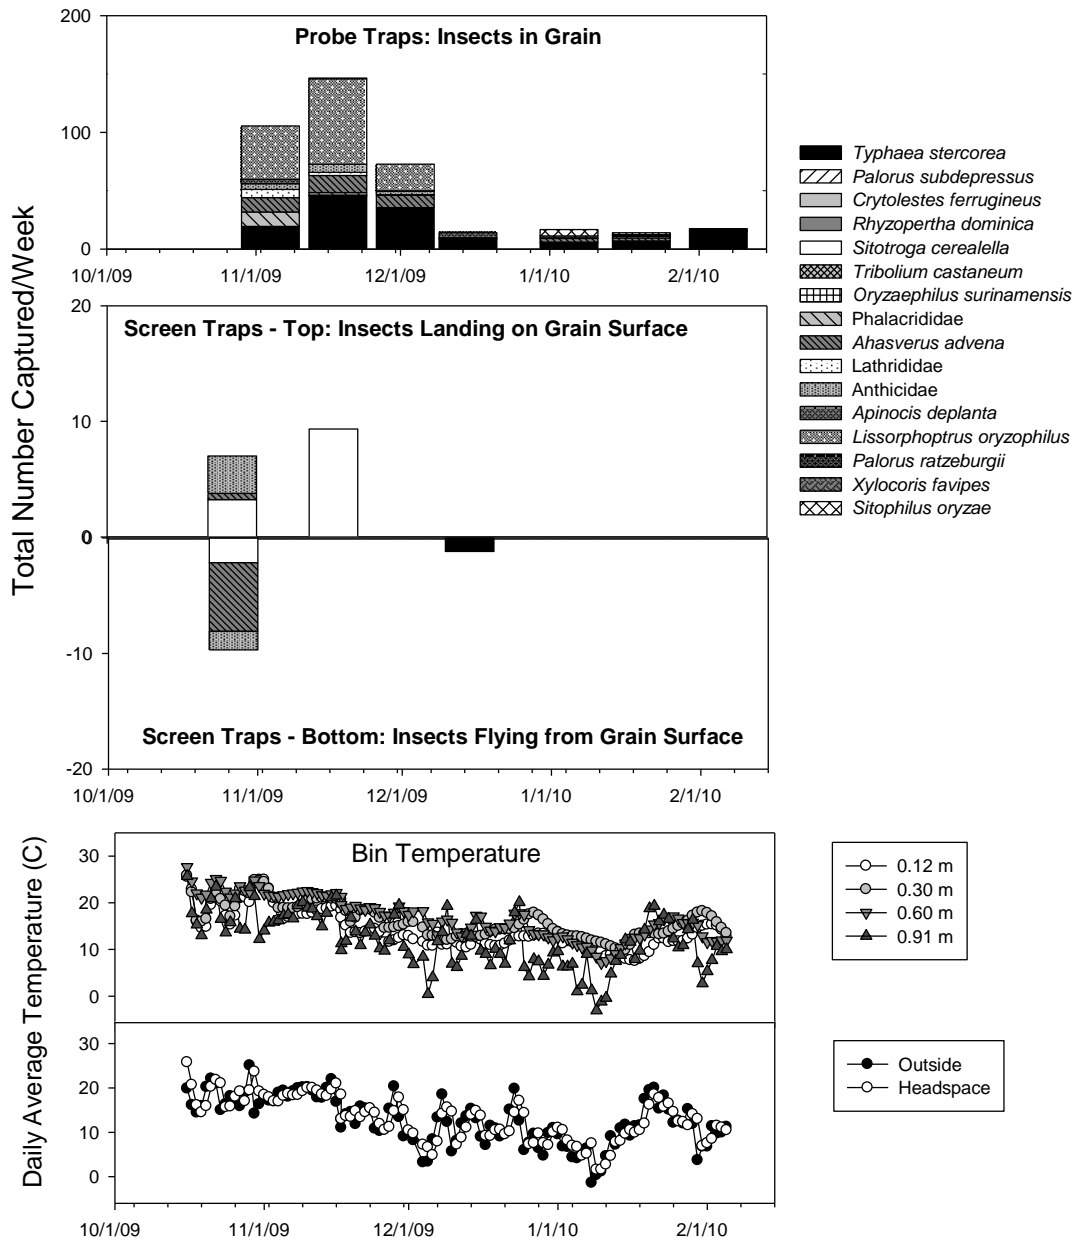 Total Number Captured/Week
200
100
0
Probe Traps: Insects in Grain
10/1/09 11/1/09 12/1/09 1/1/10 2/1/10
20
10
0
Screen Traps - Top: Insects Landing on Grain Surface
0
-10
-20
Screen Traps - Bottom: Insects Flying from Grain Surface
10/1/09 11/1/09 12/1/09 1/1/10 2/1/10
Typhaea stercorea
Palorus subdepressus
Crytolestes ferrugineus
Rhyzopertha dominica
Sitotroga cerealella
Tribolium castaneum
Oryzaephilus surinamensis
Phalacrididae
Ahasverus advena
Lathrididae
Anthicidae
Apinocis deplanta
Lissorphoptrus oryzophilus
Palorus ratzeburgii
Xylocoris favipes
Sitophilus oryzae
Daily Average Temperature (C)
Bin Temperature
30
20
10
0
0.12 m
0.30 m
0.60 m
0.91 m
30
20
10
0
Outside
Headspace
10/1/09 11/1/09 12/1/09 1/1/10 2/1/10